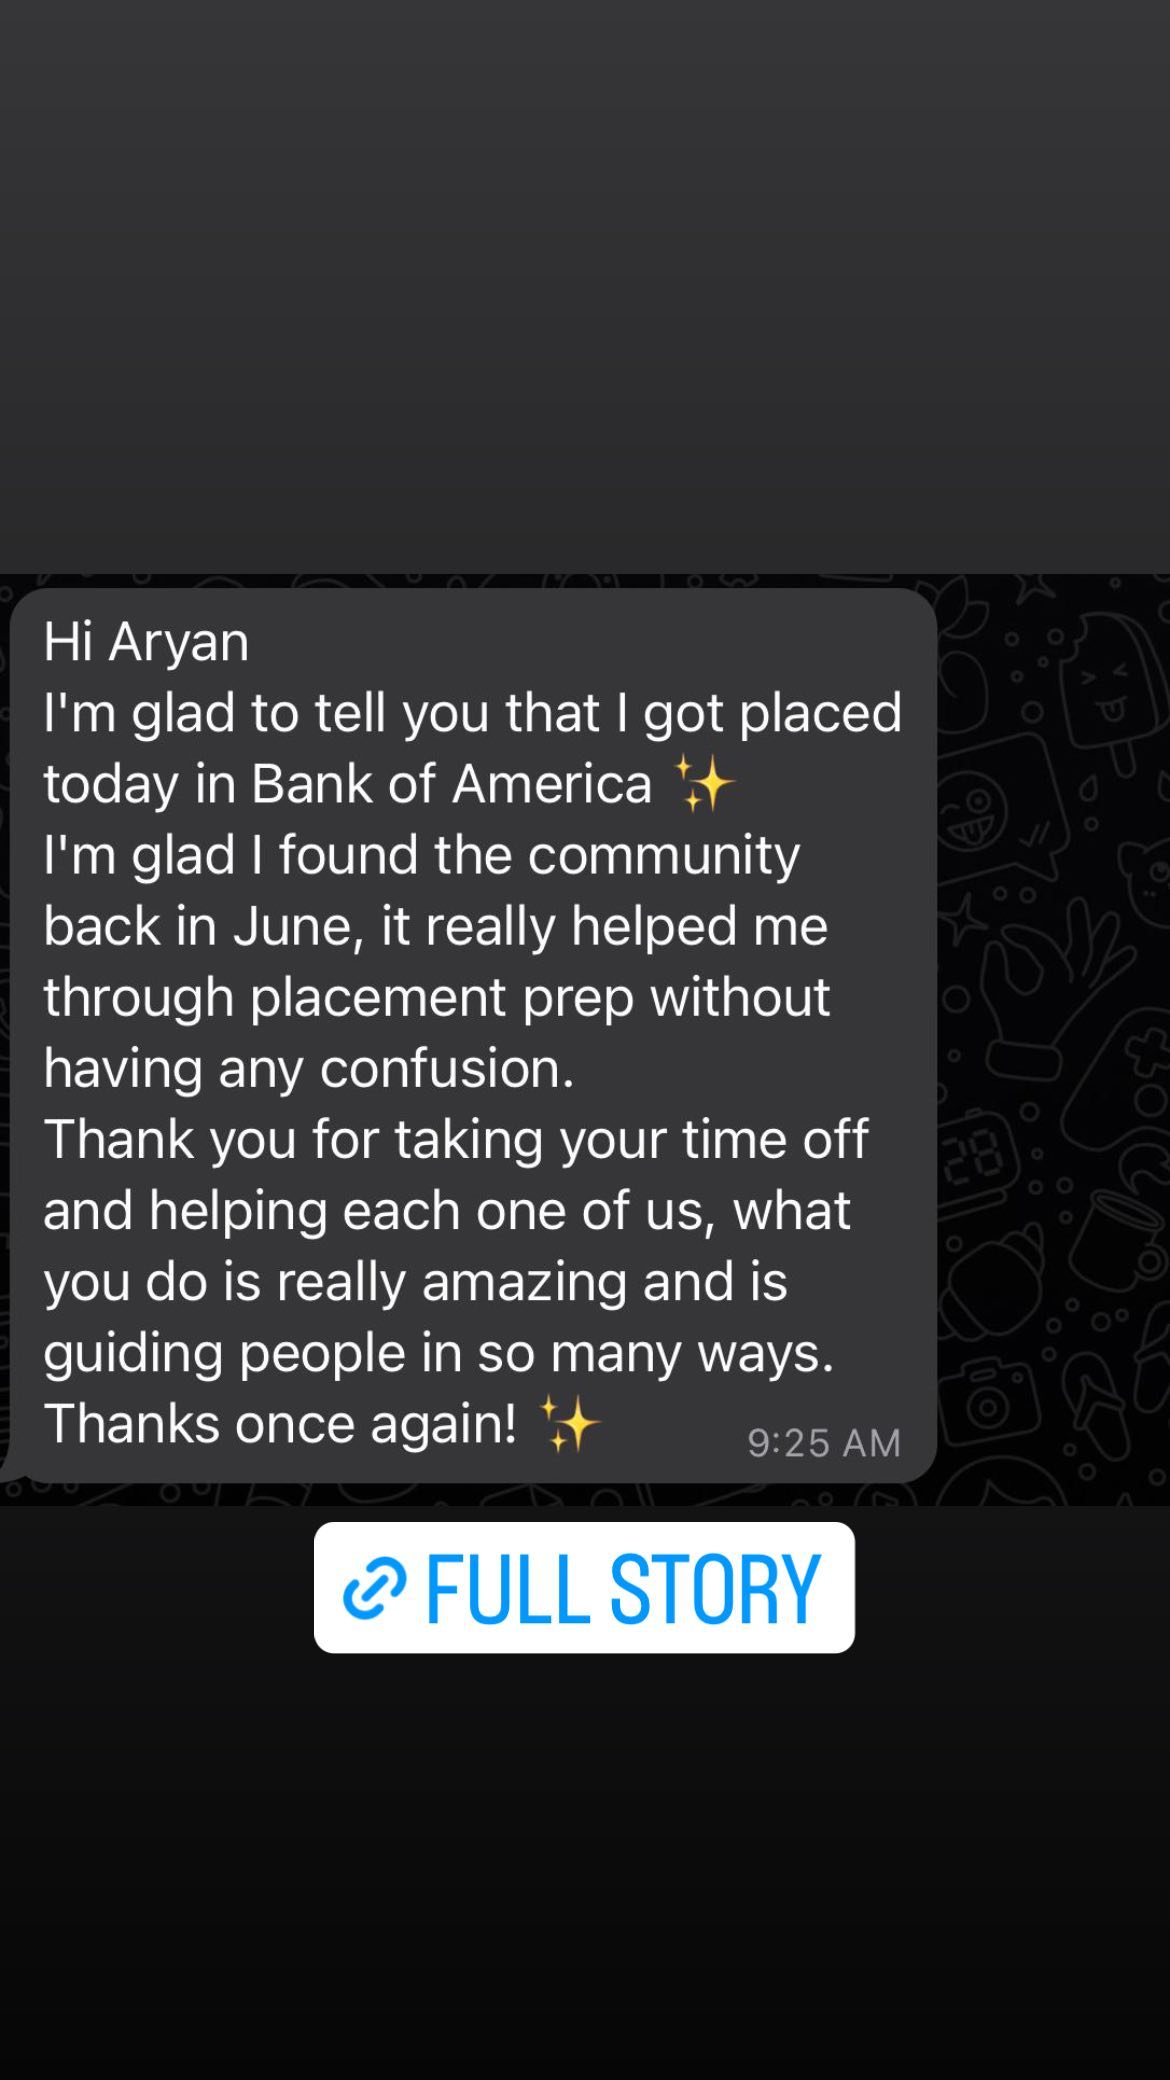 Hi Aryan
I'm glad to tell you that I got placed
today in Bank of America ✨
I'm glad I found the community
back in June, it really helped me
through placement prep without
having any confusion.
Thank you for taking your time off
and helping each one of us, what
you do is really amazing and is
guiding people in so many ways.
Thanks once again! ✨
9:25 AM
FULL STORY